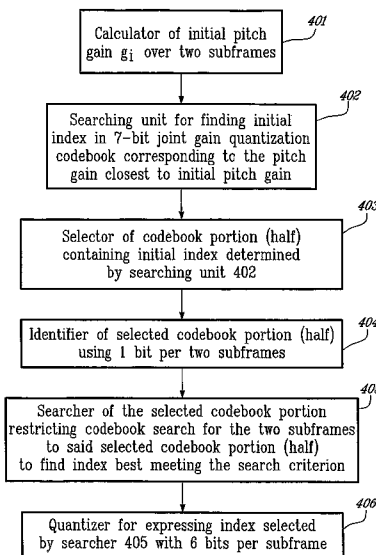 401
Calculator of initial pitch
gain gi over two subframes
402
Searching unit for finding initial
index in 7-bit joint gain quantization
codebook corresponding tc the pitch
gain closest to initial pitch gain
403
Selector of codebook portion (half)
containing initial index determined
by searching unit 402
404
Identifier of selected codebook portion (half)
using 1 bit per two subframes
Searcher of the selected codebook portion
restricting codebook search for the two subframes
to said selected codebook portion (half)
to find index best meeting the search criterion
406
Quantizer for expressing index selected
by searcher 405 with 6 bits per subframe